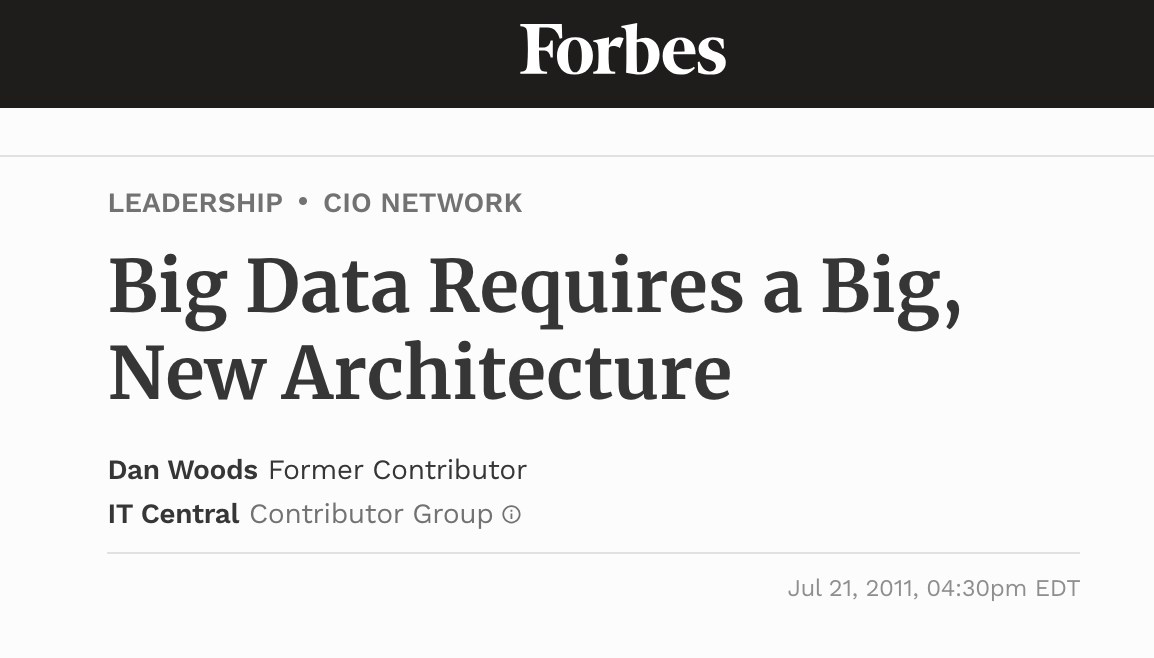 Forbes
LEADERSHIP • CIO NETWORK
Big Data Requires a Big,
New Architecture
Dan Woods Former Contributor
IT Central Contributor Group
Jul 21, 2011, 04:30pm EDT